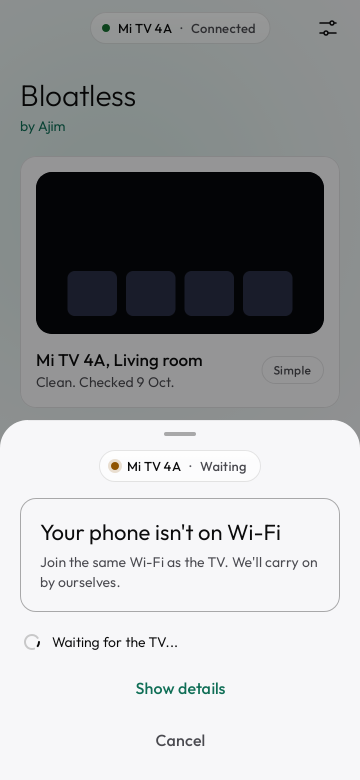 Mi TV 4A · Connected
Bloatless
by Ajim
Mi TV 4A, Living room
Clean. Checked 9 Oct.
Simple
Mi TV 4A · Waiting
Your phone isn't on Wi-Fi
Join the same Wi-Fi as the TV. We'll carry on
by ourselves.
Waiting for the TV...
Show details
Cancel